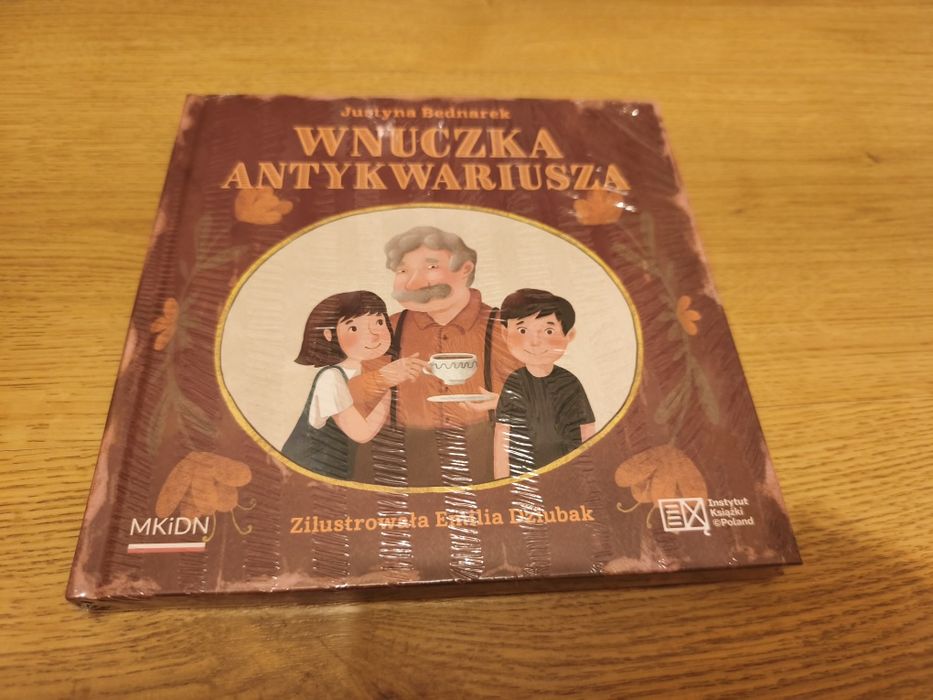 Justyna Bednarek
WNUCZKA
ANTYKWARIUSZA
Zilustrowała Emilia Dziubak
MKiDN
Instytut
Książki
©Poland